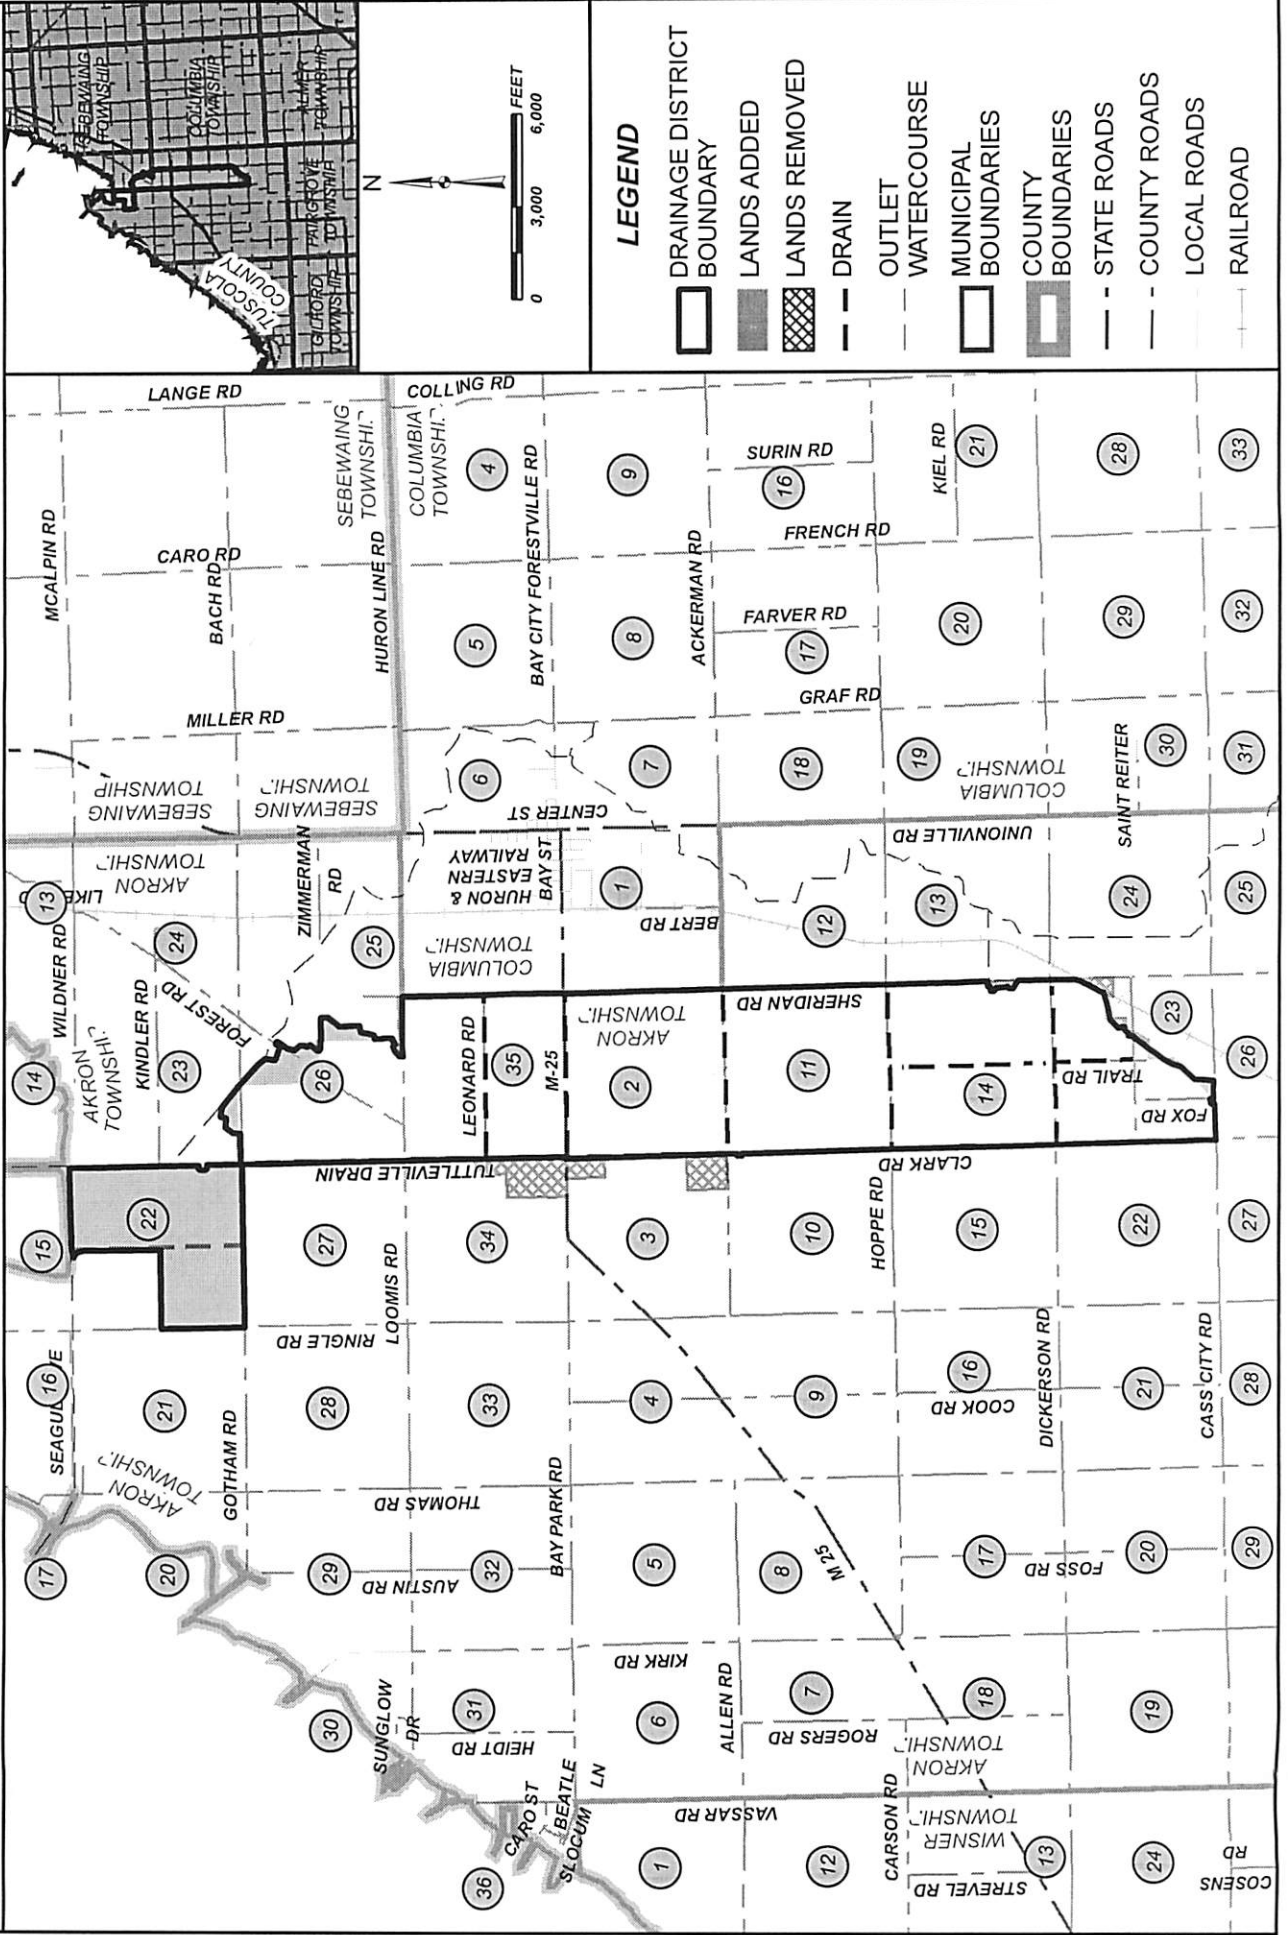 SEBEWAING
TOWNSHIP
COLUMBIA
TOWNSHIP
ALMER
TOWNSHIP
FAIRGROVE
TOWNSHIP
GILFORD
TOWNSHIP
TUSCOLA
COUNTY
N
0
3,000
6,000
FEET
LEGEND
DRAINAGE DISTRICT
BOUNDARY
LANDS ADDED
LANDS REMOVED
DRAIN
OUTLET
WATERCOURSE
MUNICIPAL
BOUNDARIES
COUNTY
BOUNDARIES
STATE ROADS
COUNTY ROADS
LOCAL ROADS
RAILROAD
LANGE RD
COLLING RD
MCALPIN RD
CARO RD
BACH RD
SEBEWAING
HURON LINE RD
COLUMBIA
4
BAY CITY FORESTVILLE RD
9
SURIN RD
16
KIEL RD
21
28
33
FRENCH RD
ACKERMAN RD
5
8
FARVER RD
17
20
29
32
GRAF RD
MILLER RD
SEBEWAING
TOWNSHIP
SEBEWAING
6
7
18
19
COLUMBIA
SAINT REITER
30
31
CENTER ST
UNIONVILLE RD
AKRON
ZIMMERMAN
RD
HURON &
EASTERN
RAILWAY
BAY ST
1
13
WILDNER RD
24
25
COLUMBIA
BERT RD
12
13
24
25
KINDLER RD
FOREST RD
LEONARD RD
35
M-25
AKRON
TOWNSHIP
SHERIDAN RD
14
AKRON
23
26
2
11
14
TRAIL RD
23
26
FOX RD
TUTTLEVILLE DRAIN
CLARK RD
15
22
27
34
3
10
HOPPE RD
15
22
27
RINGLE RD
LOOMIS RD
16
21
28
33
4
9
16
COOK RD
DICKERSON RD
21
CASS CITY RD
28
AKRON
GOTHAM RD
THOMAS RD
BAY PARK RD
17
20
29
AUSTIN RD
32
5
8
M 25
17
FOSS RD
20
29
KIRK RD
30
SUNGLOW
DR
31
HEIDT RD
6
ALLEN RD
7
ROGERS RD
18
AKRON
19
CARO ST
BEATLE
LN
SLOCUM
VASSAR RD
CARSON RD
WISNER
36
1
12
STREVEL RD
13
24
COSENS
RD